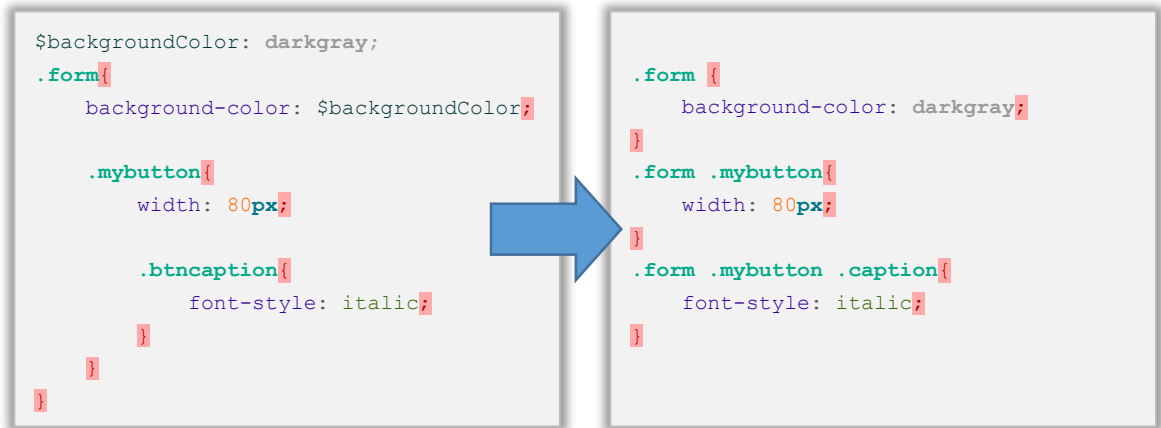 $backgroundColor: darkgray;
.form{
background-color: $backgroundColor;
.mybutton{
width: 80px;
.btncaption{
font-style: italic;
}
}
}
.form {
background-color: darkgray;
}
.form .mybutton{
width: 80px;
}
.form .mybutton .caption{
font-style: italic;
}